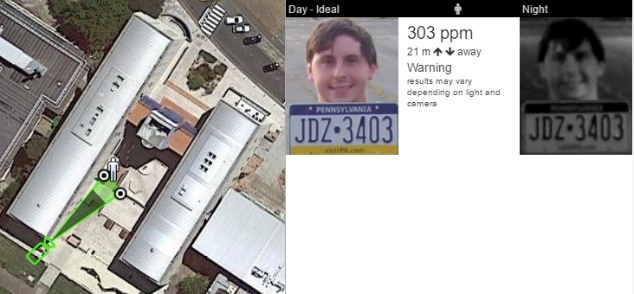 Day - Ideal
303 ppm
21 m away
Warning
results may vary
depending on light and
camera
PENNSYLVANIA
JDZ•3403
visitPA.com
Night
JDZ•3403